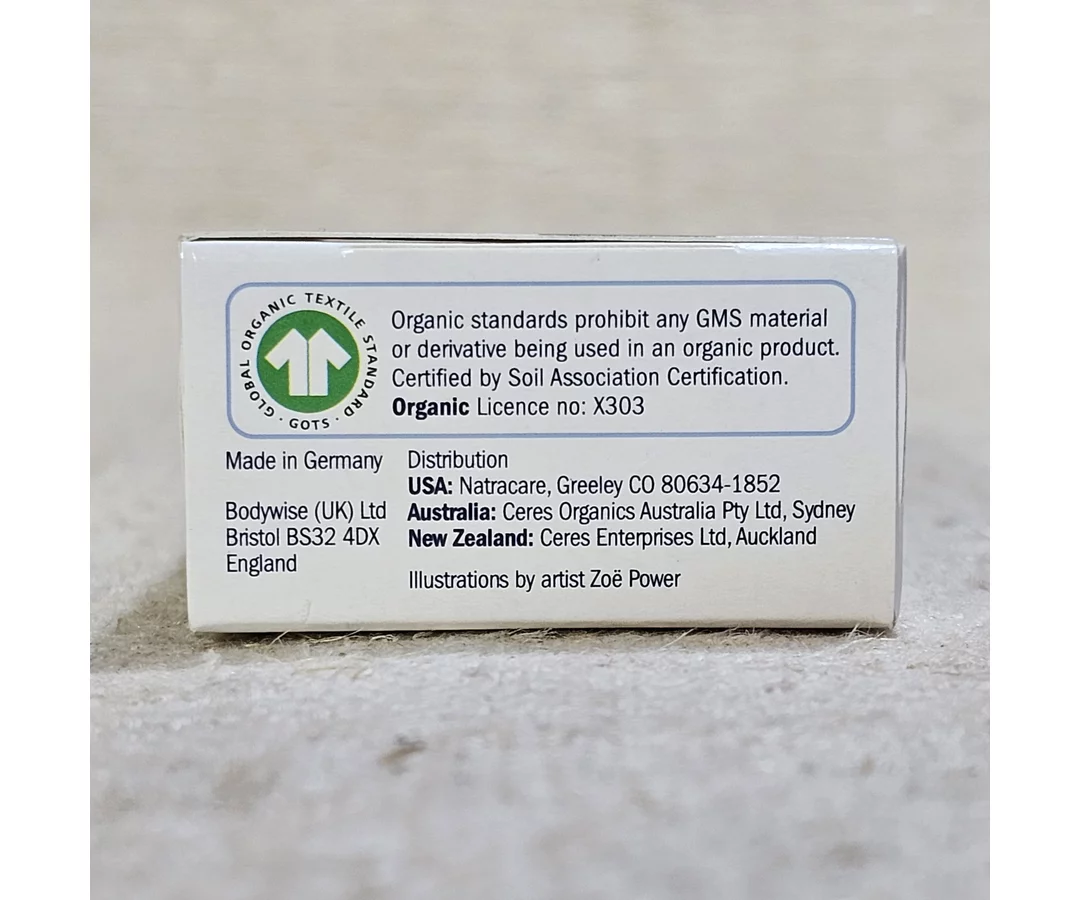 GLOBAL ORGANIC TEXTILE STANDARD · GOTS ·
Organic standards prohibit any GMS material
or derivative being used in an organic product.
Certified by Soil Association Certification.
Organic Licence no: X303
Made in Germany
Bodywise (UK) Ltd
Bristol BS32 4DX
England
Distribution
USA: Natracare, Greeley CO 80634-1852
Australia: Ceres Organics Australia Pty Ltd, Sydney
New Zealand: Ceres Enterprises Ltd, Auckland
Illustrations by artist Zoë Power